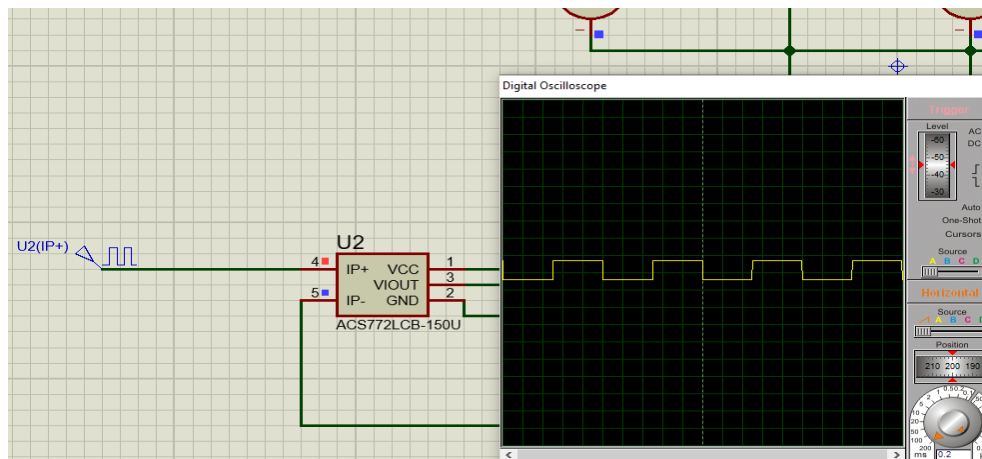 Digital Oscilloscope
Trigger
Level
AC
DC
-60
-50
-40
-30
Auto
One-Shot
Cursors
Source
A B C D
Horizontal
Source
A B C D
Position
210 200 190
ms
0.2
U2(IP+)
U2
4 IP+ VCC 1
VIOUT 3
5 IP- GND 2
ACS772LCB-150U